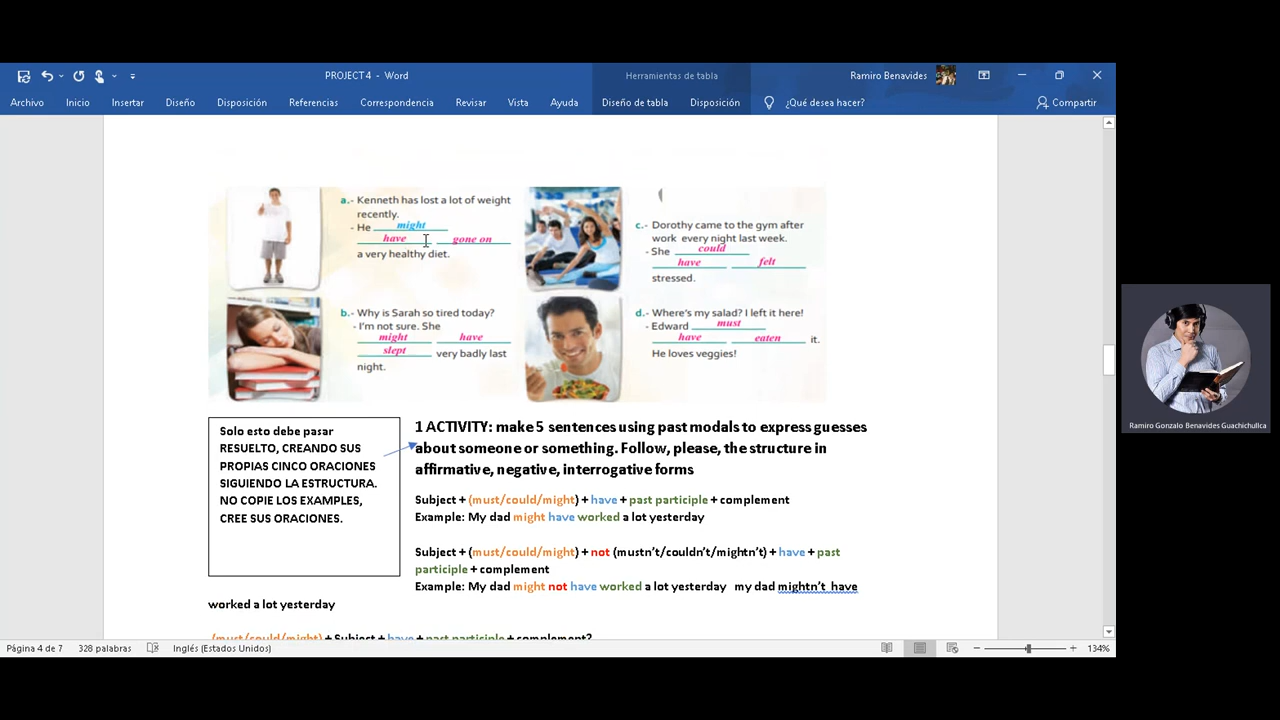 PROJECT4 - Word
Herramientas de tabla
Ramiro Benavides
Archivo Inicio Insertar Diseño Disposición Referencias Correspondencia Revisar Vista Ayuda Diseño de tabla Disposición ¿Qué desea hacer? Compartir
a.- Kenneth has lost a lot of weight
recently.
- He might
have gone on
a very healthy diet.
c.- Dorothy came to the gym after
work every night last week.
- She could
have felt
stressed.
b.- Why is Sarah so tired today?
- I'm not sure. She
might have
slept very badly last
night.
d.- Where's my salad? I left it here!
- Edward must
have eaten it.
He loves veggies!
Solo esto debe pasar
RESUELTO, CREANDO SUS
PROPIAS CINCO ORACIONES
SIGUIENDO LA ESTRUCTURA.
NO COPIE LOS EXAMPLES,
CREE SUS ORACIONES.
1 ACTIVITY: make 5 sentences using past modals to express guesses
about someone or something. Follow, please, the structure in
affirmative, negative, interrogative forms
Subject + (must/could/might) + have + past participle + complement
Example: My dad might have worked a lot yesterday
Subject + (must/could/might) + not (mustn't/couldn't/mightn't) + have + past
participle + complement
Example: My dad might not have worked a lot yesterday my dad mightn't have
worked a lot yesterday
(must/could/might) + Subject + have + past participle + complement?
Página 4 de 7 328 palabras Inglés (Estados Unidos) 134%
Ramiro Gonzalo Benavides Guachichullca